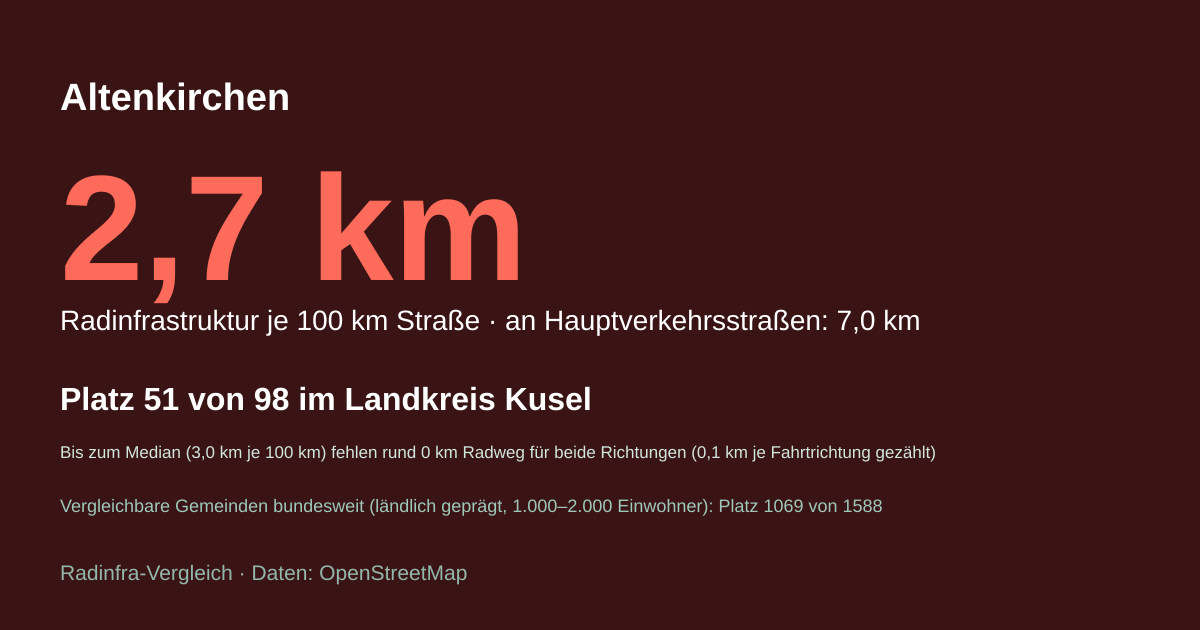 Altenkirchen
2,7 km
Radinfrastruktur je 100 km Straße · an Hauptverkehrsstraßen: 7,0 km
Platz 51 von 98 im Landkreis Kusel
Bis zum Median (3,0 km je 100 km) fehlen rund 0 km Radweg für beide Richtungen (0,1 km je Fahrtrichtung gezählt)
Vergleichbare Gemeinden bundesweit (ländlich geprägt, 1.000–2.000 Einwohner): Platz 1069 von 1588
Radinfra-Vergleich · Daten: OpenStreetMap